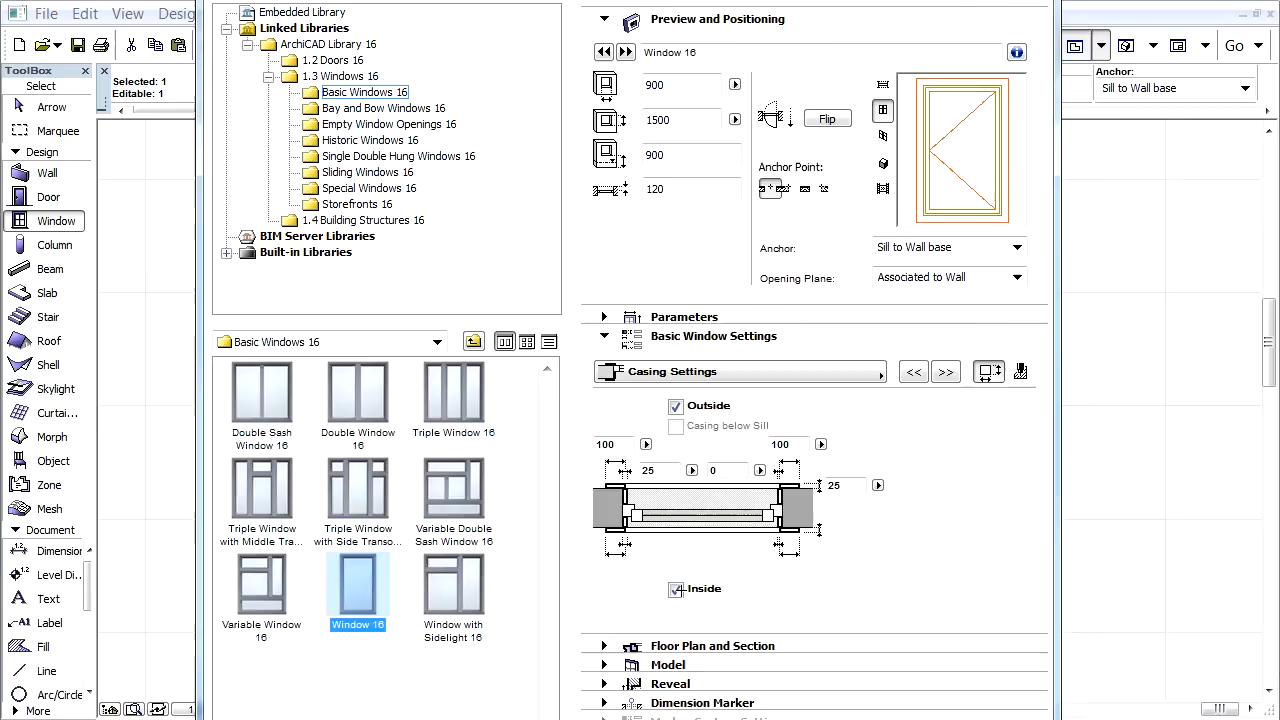 File Edit View Desig
ToolBox
Select
Arrow
Marquee
Design
Wall
Door
Window
Column
Beam
Slab
Stair
Roof
Shell
Skylight
Curtai...
Morph
Object
Zone
Mesh
Document
Dimension
Level Di...
Text
Label
Fill
Line
Arc/Circle
More
Selected: 1
Editable: 1
1
Embedded Library
Linked Libraries
ArchiCAD Library 16
1.2 Doors 16
1.3 Windows 16
Basic Windows 16
Bay and Bow Windows 16
Empty Window Openings 16
Historic Windows 16
Single Double Hung Windows 16
Sliding Windows 16
Special Windows 16
Storefronts 16
1.4 Building Structures 16
BIM Server Libraries
Built-in Libraries
Basic Windows 16
Double Sash Window 16
Double Window 16
Triple Window 16
Triple Window with Middle Tra...
Triple Window with Side Transo...
Variable Double Sash Window 16
Variable Window 16
Window 16
Window with Sidelight 16
Preview and Positioning
Window 16
900
1500
900
120
Flip
Anchor Point:
Anchor:
Sill to Wall base
Opening Plane:
Associated to Wall
Parameters
Basic Window Settings
Casing Settings
<<
>>
Outside
Casing below Sill
100
100
25
0
25
Inside
Floor Plan and Section
Model
Reveal
Dimension Marker
Go
Anchor:
Sill to Wall base